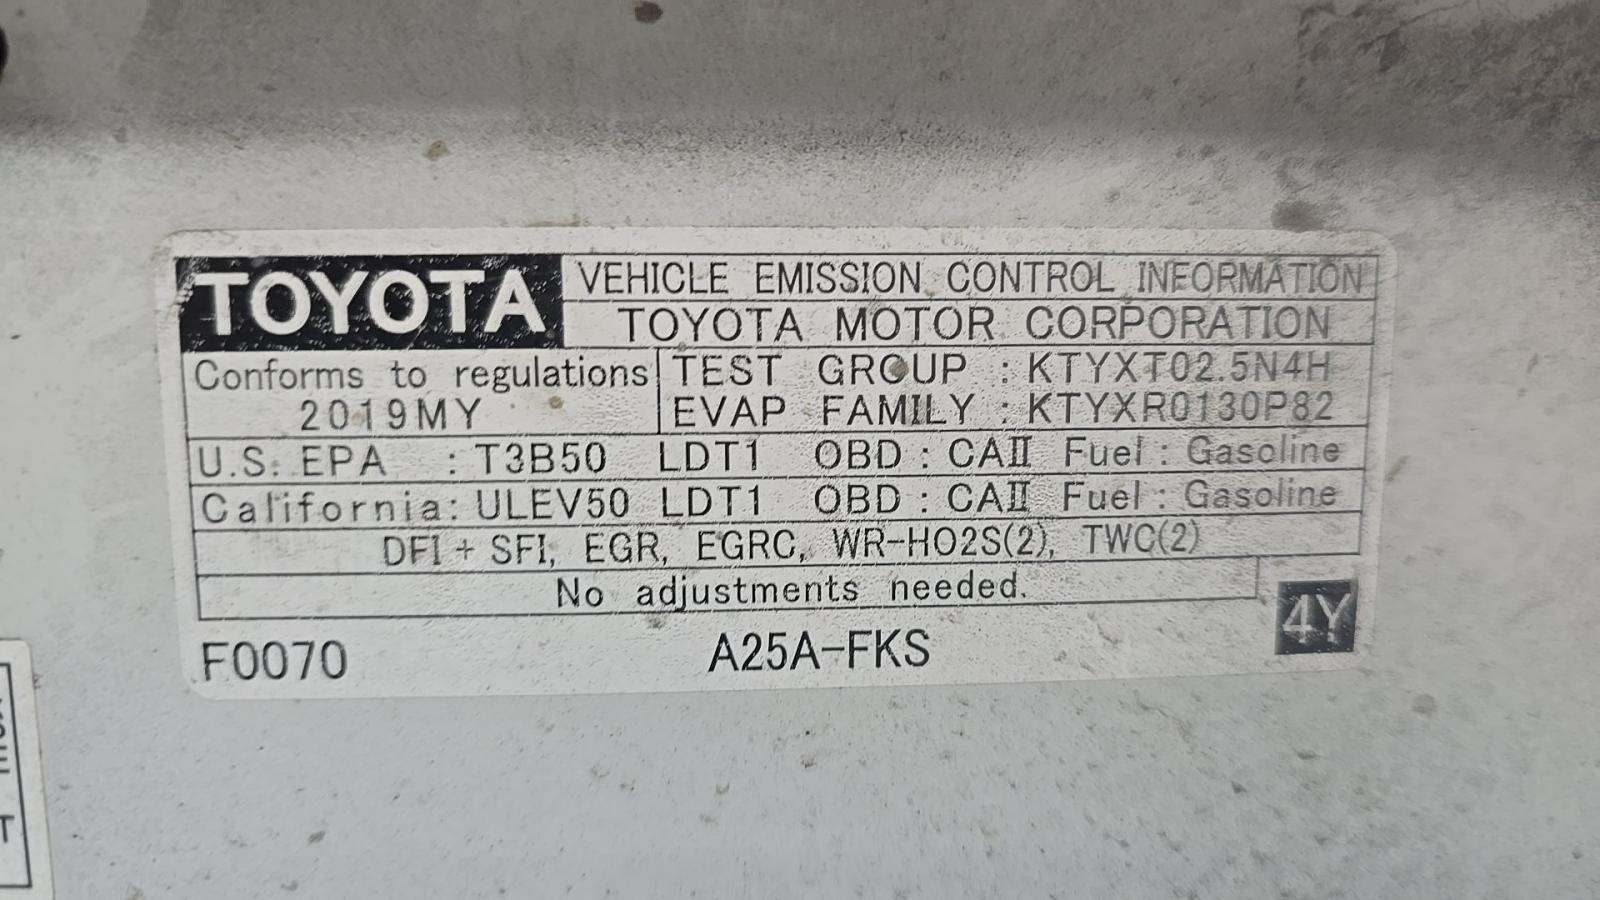 TOYOTA
VEHICLE EMISSION CONTROL INFORMATION
TOYOTA MOTOR CORPORATION
Conforms to regulations
2019MY
TEST GROUP : KTYXT02.5N4H
EVAP FAMILY : KTYXR0130P82
U.S. EPA : T3B50 LDT1 OBD : CAⅡ Fuel : Gasoline
California: ULEV50 LDT1 OBD : CAⅡ Fuel : Gasoline
DFI + SFI, EGR, EGRC, WR-HO2S(2), TWC(2)
No adjustments needed.
4Y
F0070
A25A-FKS
T